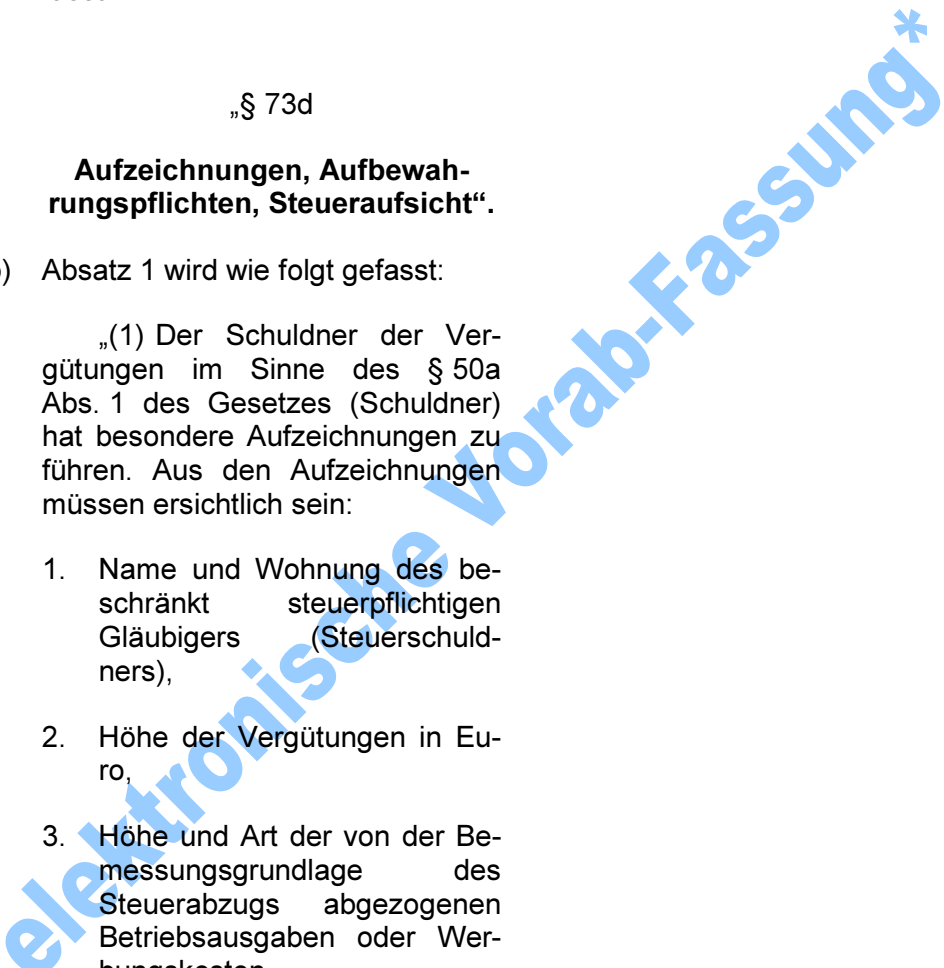 „§ 73d
Aufzeichnungen, Aufbewah-
rungspflichten, Steueraufsicht“.
) Absatz 1 wird wie folgt gefasst:
„(1) Der Schuldner der Ver-
gütungen im Sinne des § 50a
Abs. 1 des Gesetzes (Schuldner)
hat besondere Aufzeichnungen zu
führen. Aus den Aufzeichnungen
müssen ersichtlich sein:
1. Name und Wohnung des be-
schränkt steuerpflichtigen
Gläubigers (Steuerschuld-
ners),
2. Höhe der Vergütungen in Eu-
ro,
3. Höhe und Art der von der Be-
messungsgrundlage des
Steuerabzugs abgezogenen
Betriebsausgaben oder Wer-
bungskosten
elektronische Vorab-Fassung*